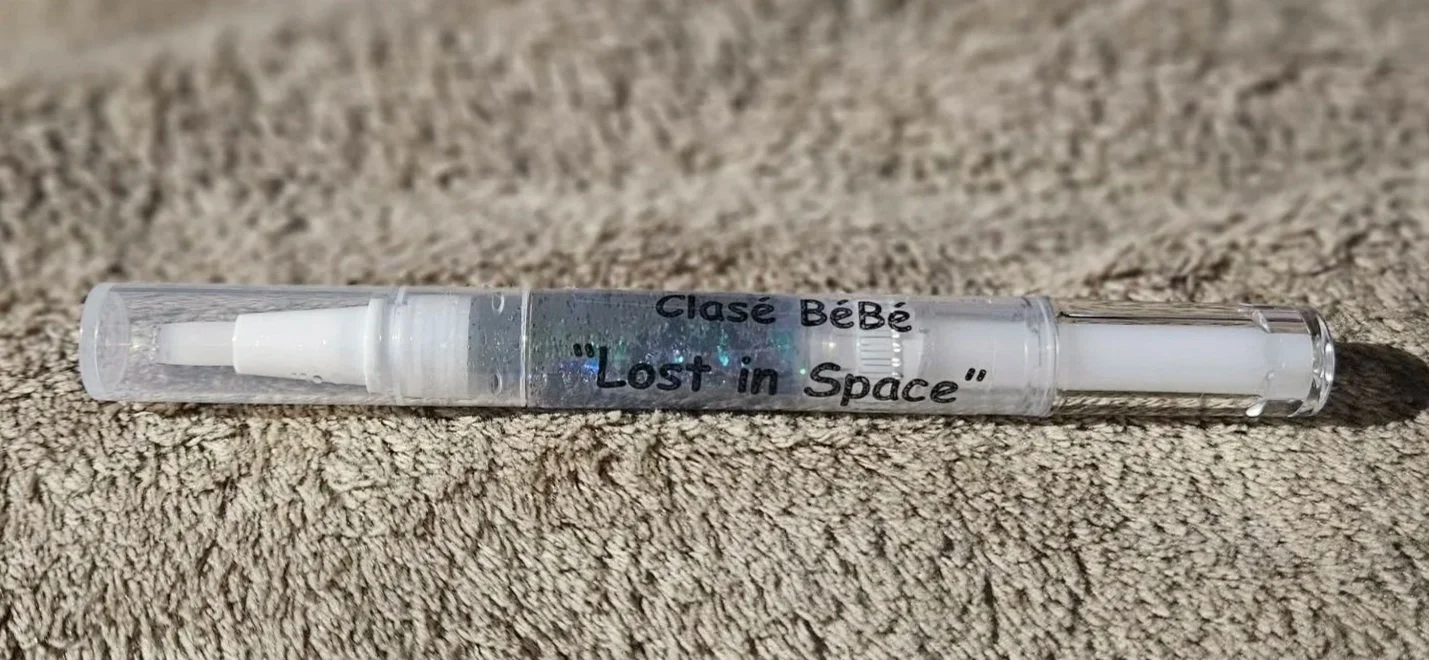 Clasé BéBé
"Lost in Space"